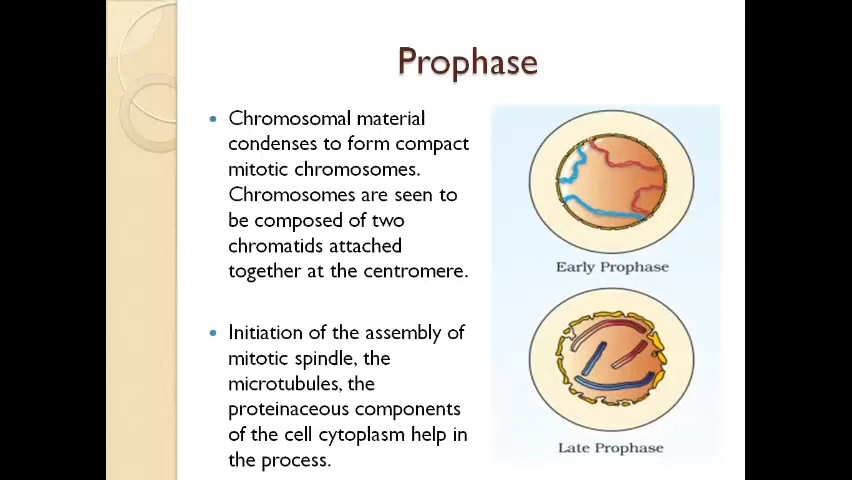 Prophase
Chromosomal material
condenses to form compact
mitotic chromosomes.
Chromosomes are seen to
be composed of two
chromatids attached
together at the centromere.
Initiation of the assembly of
mitotic spindle, the
microtubules, the
proteinaceous components
of the cell cytoplasm help in
the process.
Early Prophase
Late Prophase